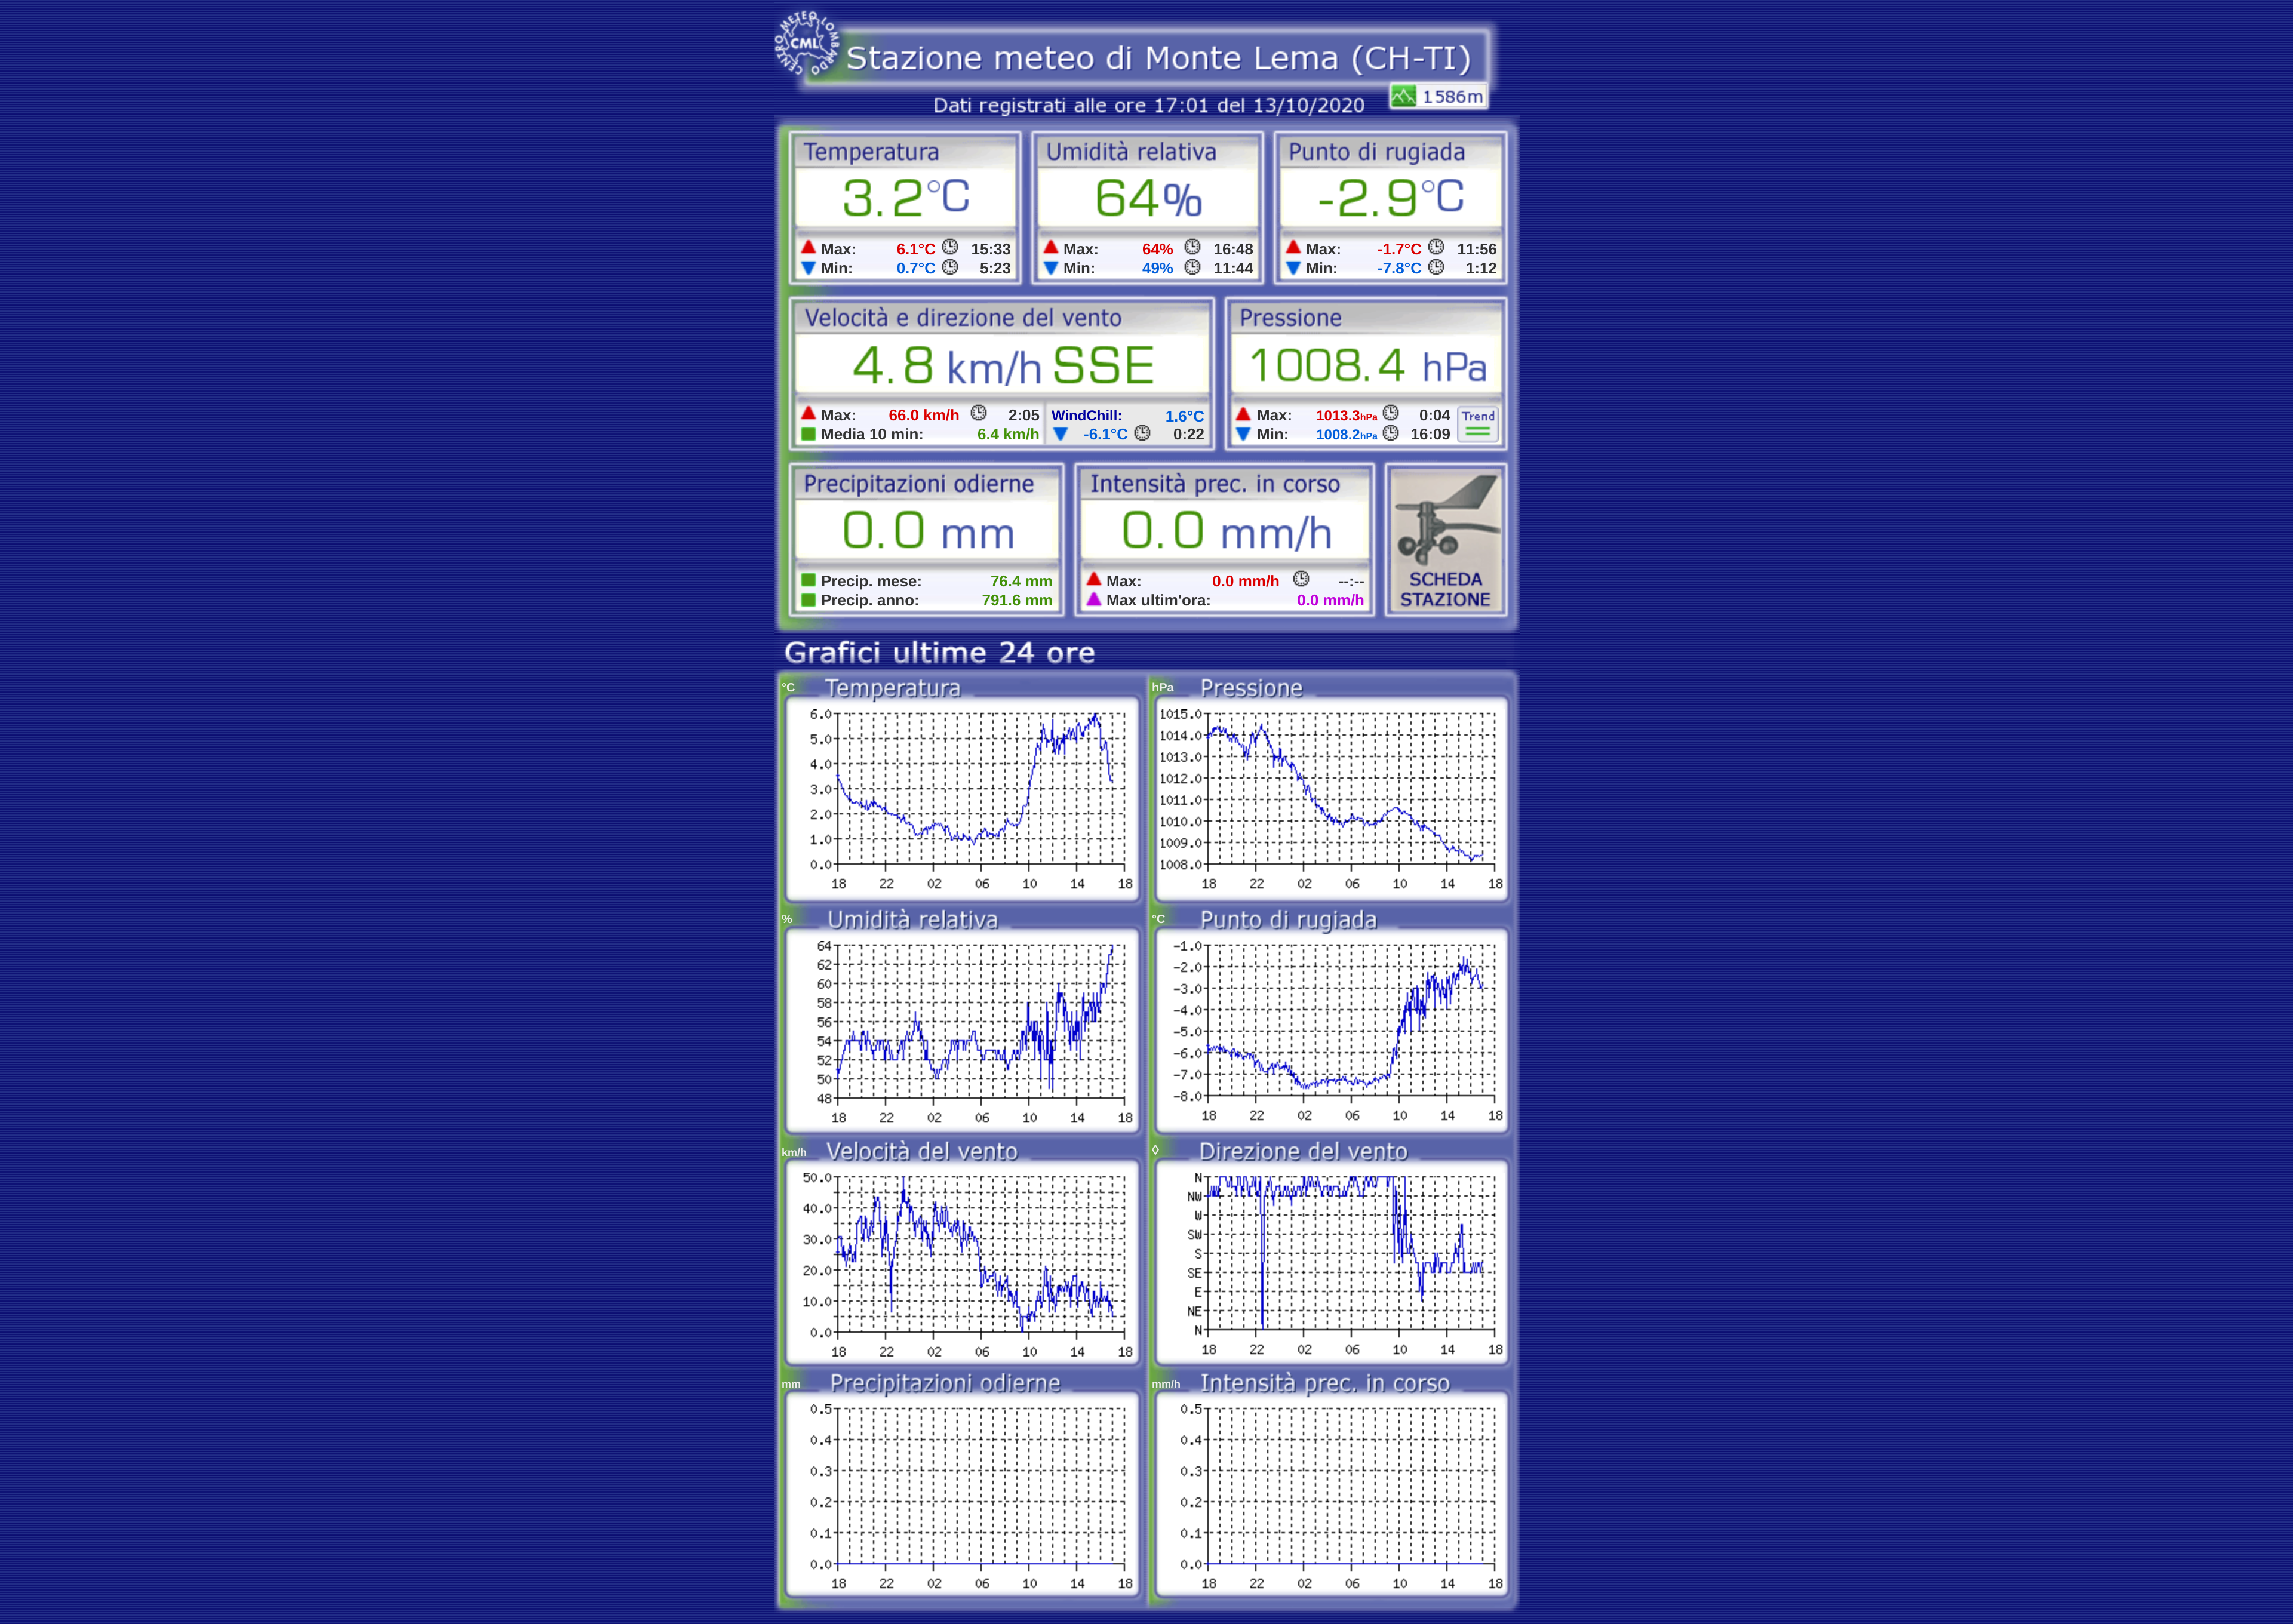 CENTRO METEO LOMBARDO
CML
Stazione meteo di Monte Lema (CH-TI)
Dati registrati alle ore 17:01 del 13/10/2020
1586m
Temperatura
3.2°C
Max: 6.1°C 15:33
Min: 0.7°C 5:23
Umidità relativa
64%
Max: 64% 16:48
Min: 49% 11:44
Punto di rugiada
-2.9°C
Max: -1.7°C 11:56
Min: -7.8°C 1:12
Velocità e direzione del vento
4.8 km/h SSE
Max: 66.0 km/h 2:05
Media 10 min: 6.4 km/h
WindChill: 1.6°C
-6.1°C 0:22
Pressione
1008.4 hPa
Max: 1013.3hPa 0:04
Min: 1008.2hPa 16:09
Trend
Precipitazioni odierne
0.0 mm
Precip. mese: 76.4 mm
Precip. anno: 791.6 mm
Intensità prec. in corso
0.0 mm/h
Max: 0.0 mm/h --:--
Max ultim'ora: 0.0 mm/h
SCHEDA
STAZIONE
Grafici ultime 24 ore
°C Temperatura
6.0
5.0
4.0
3.0
2.0
1.0
0.0
18 22 02 06 10 14 18
hPa Pressione
1015.0
1014.0
1013.0
1012.0
1011.0
1010.0
1009.0
1008.0
18 22 02 06 10 14 18
% Umidità relativa
64
62
60
58
56
54
52
50
48
18 22 02 06 10 14 18
°C Punto di rugiada
-1.0
-2.0
-3.0
-4.0
-5.0
-6.0
-7.0
-8.0
18 22 02 06 10 14 18
km/h Velocità del vento
50.0
40.0
30.0
20.0
10.0
0.0
18 22 02 06 10 14 18
◊ Direzione del vento
N
NW
W
SW
S
SE
E
NE
N
18 22 02 06 10 14 18
mm Precipitazioni odierne
0.5
0.4
0.3
0.2
0.1
0.0
18 22 02 06 10 14 18
mm/h Intensità prec. in corso
0.5
0.4
0.3
0.2
0.1
0.0
18 22 02 06 10 14 18